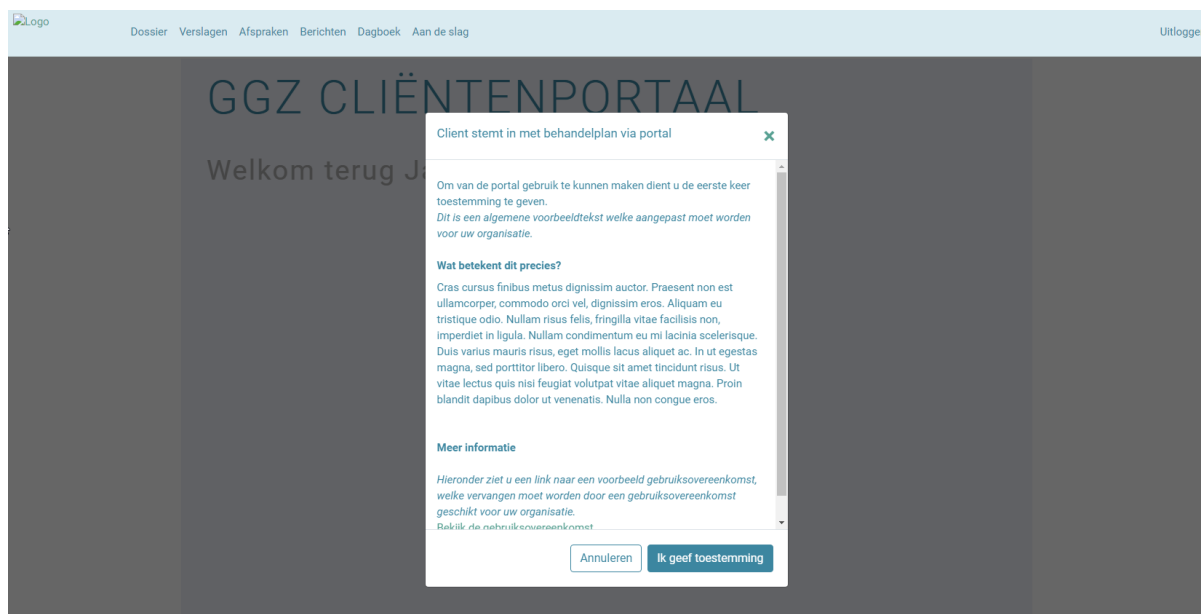 Logo
Dossier Verslagen Afspraken Berichten Dagboek Aan de slag
Uitlogge
GGZ CLIËNTENPORTAAL
Welkom terug Ja
Client stemt in met behandelplan via portal
Om van de portal gebruik te kunnen maken dient u de eerste keer
toestemming te geven.
Dit is een algemene voorbeeldtekst welke aangepast moet worden
voor uw organisatie.
Wat betekent dit precies?
Cras cursus finibus metus dignissim auctor. Praesent non est
ullamcorper, commodo orci vel, dignissim eros. Aliquam eu
tristique odio. Nullam risus felis, fringilla vitae facilisis non,
imperdiet in ligula. Nullam condimentum eu mi lacinia scelerisque.
Duis varius mauris risus, eget mollis lacus aliquet ac. In ut egestas
magna, sed porttitor libero. Quisque sit amet tincidunt risus. Ut
vitae lectus quis nisi feugiat volutpat vitae aliquet magna. Proin
blandit dapibus dolor ut venenatis. Nulla non congue eros.
Meer informatie
Hieronder ziet u een link naar een voorbeeld gebruiksovereenkomst,
welke vervangen moet worden door een gebruiksovereenkomst
geschikt voor uw organisatie.
Bekijk de gebruiksovereenkomst
Annuleren
Ik geef toestemming